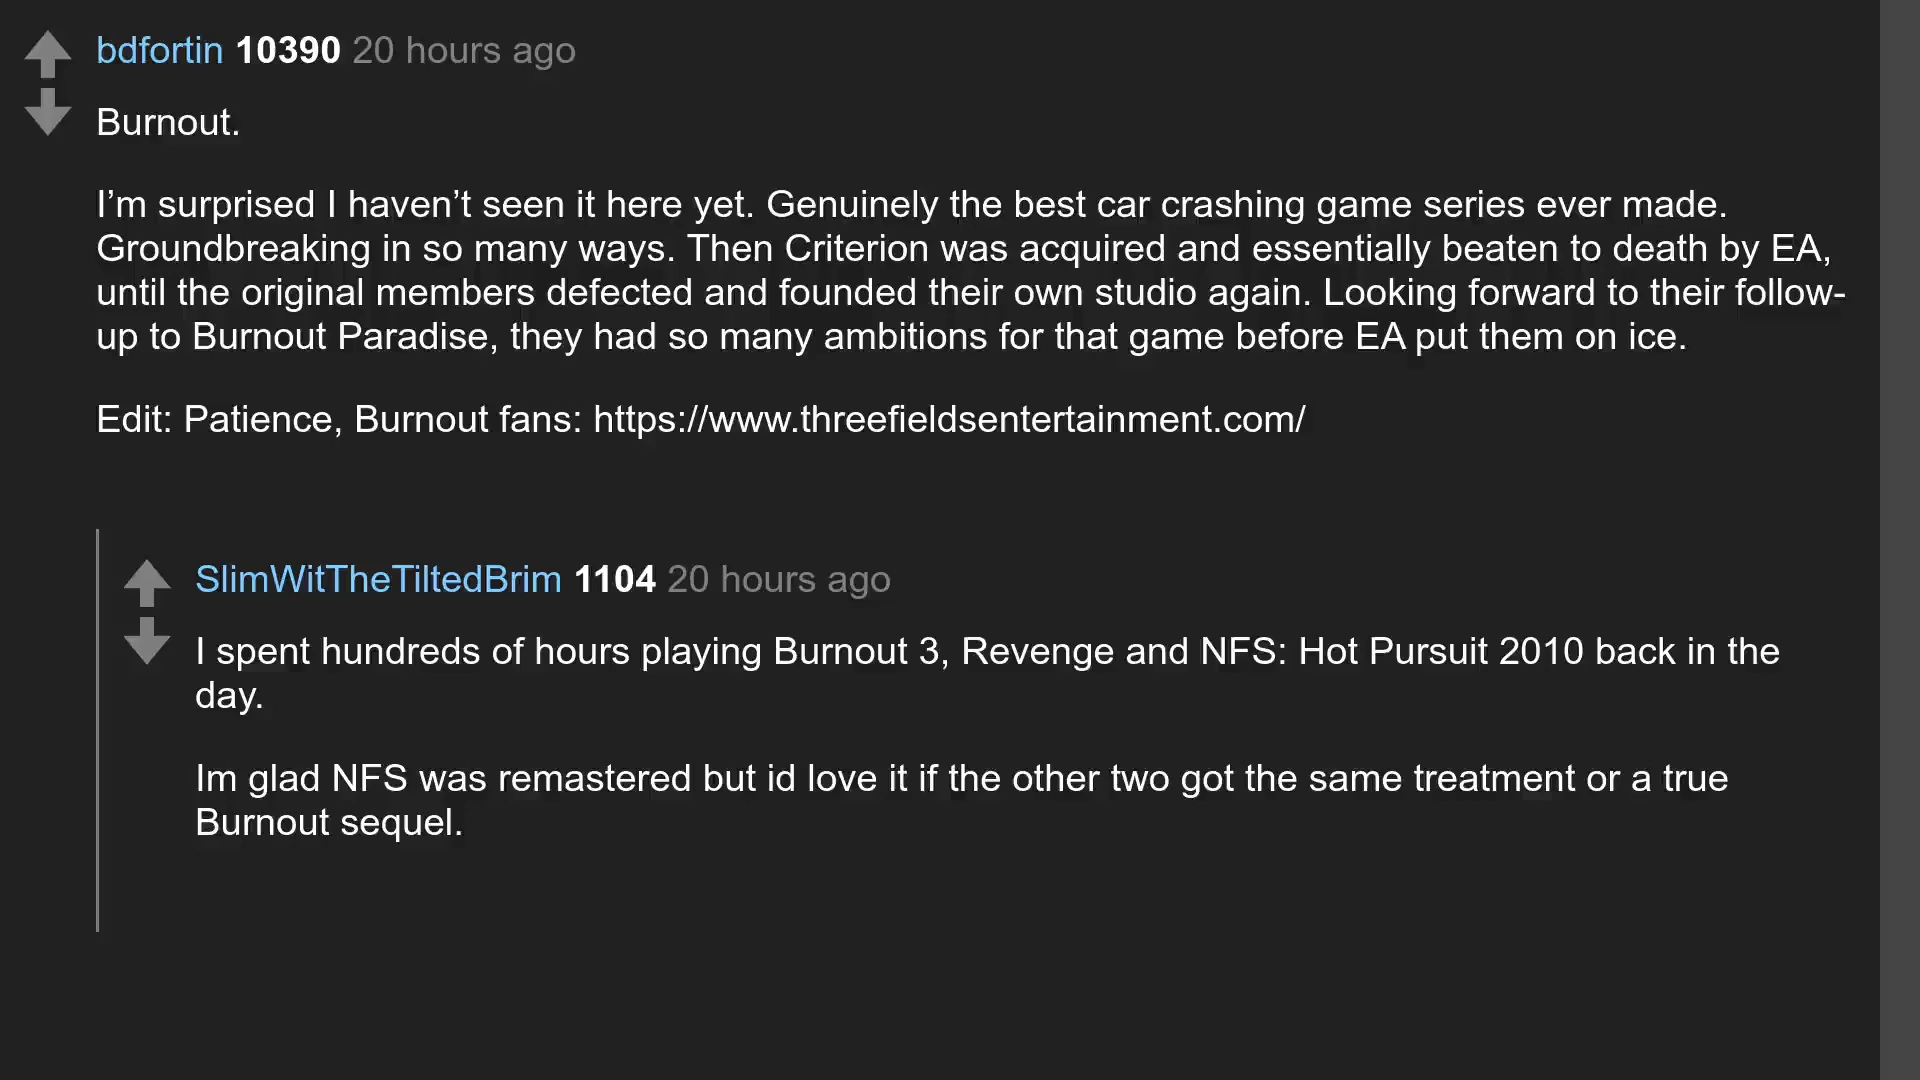 bdfortin 10390 20 hours ago
Burnout.
I’m surprised I haven’t seen it here yet. Genuinely the best car crashing game series ever made.
Groundbreaking in so many ways. Then Criterion was acquired and essentially beaten to death by EA,
until the original members defected and founded their own studio again. Looking forward to their follow-
up to Burnout Paradise, they had so many ambitions for that game before EA put them on ice.
Edit: Patience, Burnout fans: https://www.threefieldsentertainment.com/
SlimWitTheTiltedBrim 1104 20 hours ago
I spent hundreds of hours playing Burnout 3, Revenge and NFS: Hot Pursuit 2010 back in the
day.
Im glad NFS was remastered but id love it if the other two got the same treatment or a true
Burnout sequel.